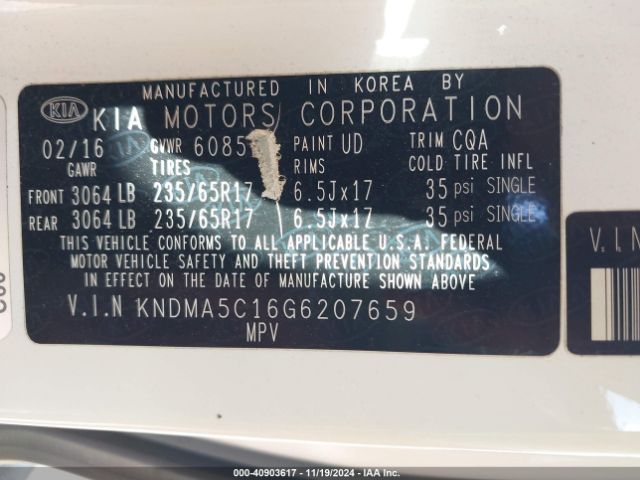 MANUFACTURED IN KOREA BY
KIA KIA MOTORS CORPORATION
02/16 GVWR 6085 PAINT UD TRIM CQA
GAWR TIRES RIMS COLD TIRE INFL
FRONT 3064 LB 235/65R17 6.5Jx17 35 psi SINGLE
REAR 3064 LB 235/65R17 6.5Jx17 35 psi SINGLE
THIS VEHICLE CONFORMS TO ALL APPLICABLE U.S.A. FEDERAL
MOTOR VEHICLE SAFETY AND THEFT PREVENTION STANDARDS
IN EFFECT ON THE DATE OF MANUFACTURE SHOWN ABOVE
V.I.N KNDMA5C16G6207659
MPV
V.I.N
© - 40903617 - 11/19/2024 - IAA Inc.